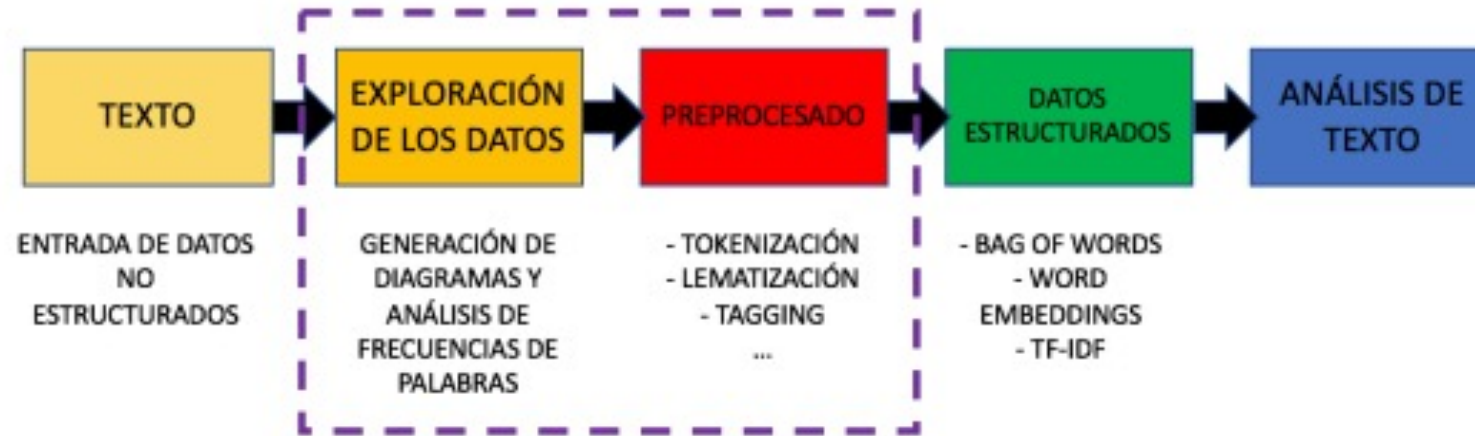 TEXTO
EXPLORACIÓN
DE LOS DATOS
PREPROCESADO
DATOS
ESTRUCTURADOS
ANÁLISIS DE
TEXTO
ENTRADA DE DATOS
NO
ESTRUCTURADOS
GENERACIÓN DE
DIAGRAMAS Y
ANÁLISIS DE
FRECUENCIAS DE
PALABRAS
- TOKENIZACIÓN
- LEMATIZACIÓN
- TAGGING
...
- BAG OF WORDS
- WORD
EMBEDDINGS
- TF-IDF